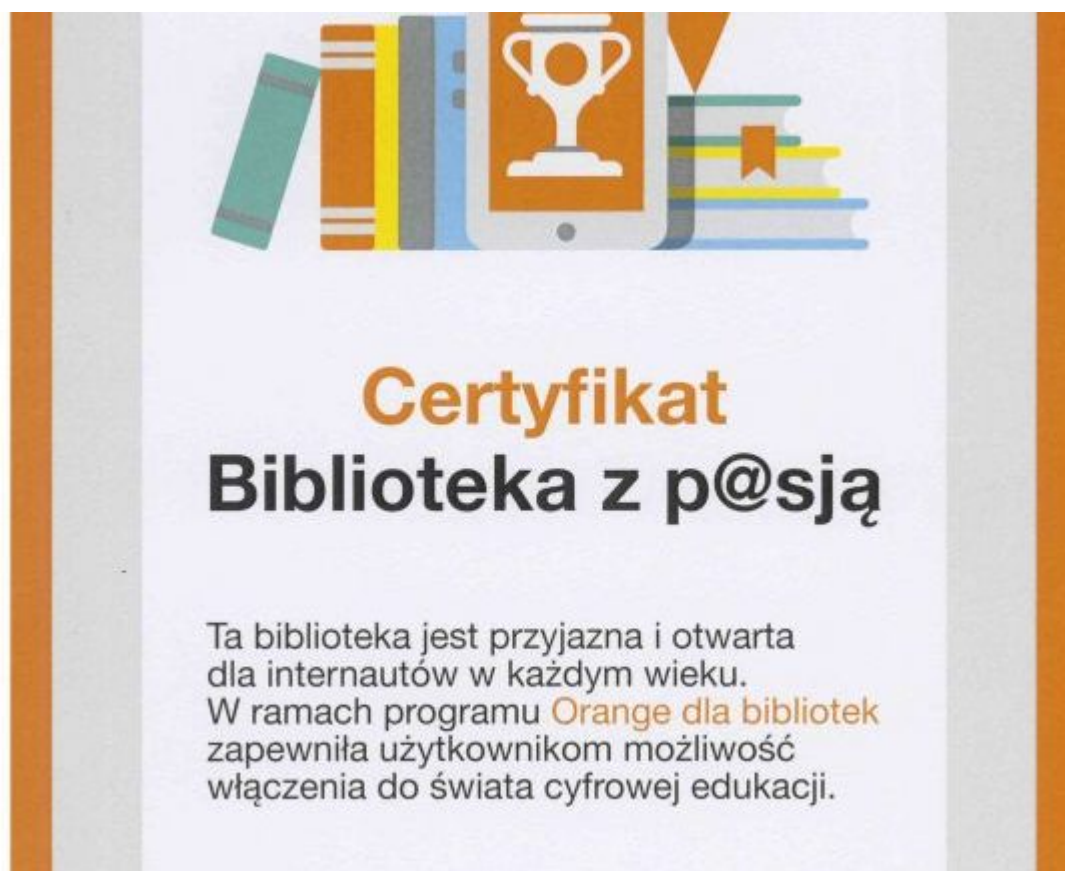 Certyfikat
Biblioteka z p@sją
Ta biblioteka jest przyjazna i otwarta
dla internautów w każdym wieku.
W ramach programu Orange dla bibliotek
zapewniła użytkownikom możliwość
włączenia do świata cyfrowej edukacji.